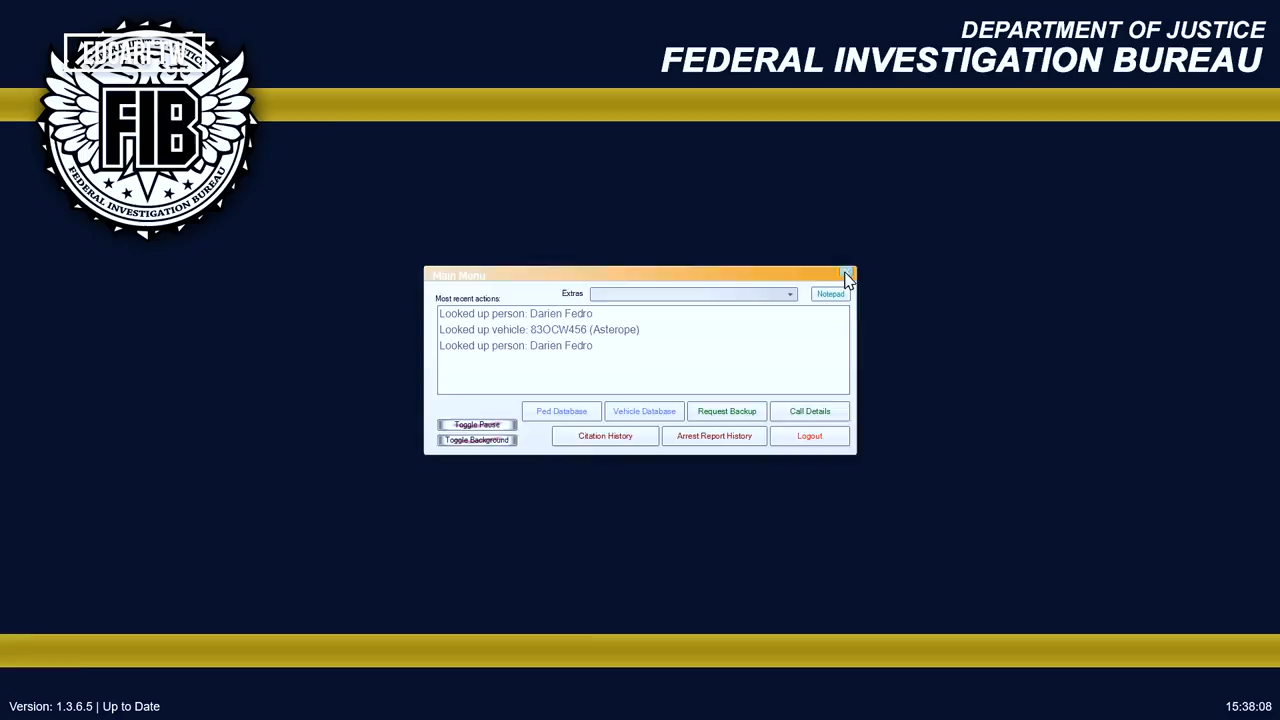 DEPARTMENT OF JUSTICE
FEDERAL INVESTIGATION BUREAU
EDGARFTW
FIB
FEDERAL INVESTIGATION BUREAU
Main Menu
Extras
Notepad
Most recent actions:
Looked up person: Darien Fedro
Looked up vehicle: 83OCW456 (Asterope)
Looked up person: Darien Fedro
Ped Database
Vehicle Database
Request Backup
Call Details
Toggle Pause
Toggle Background
Citation History
Arrest Report History
Logout
Version: 1.3.6.5 | Up to Date
15:38:08